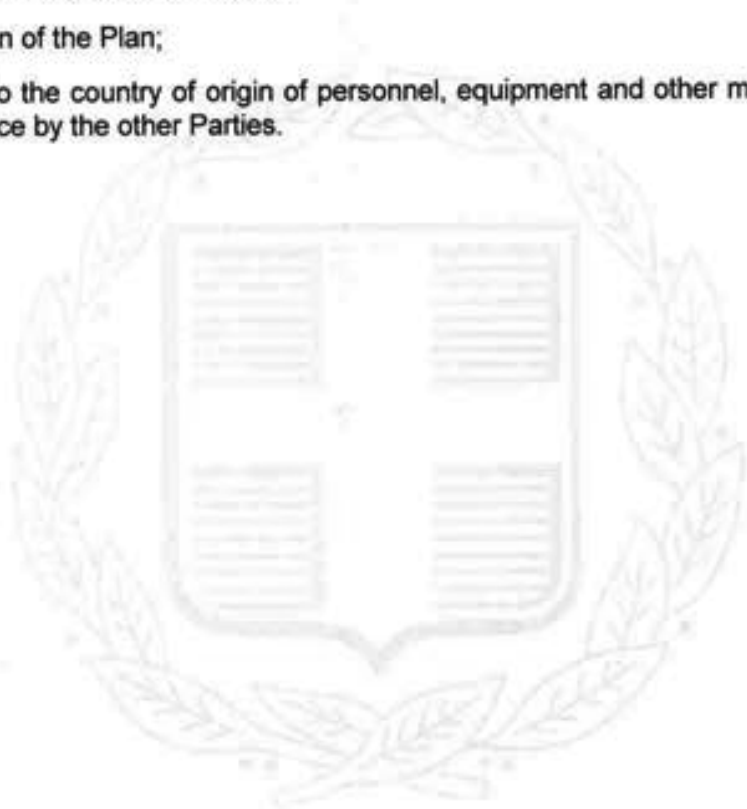 n of the Plan;
o the country of origin of personnel, equipment and other m
ce by the other Parties.